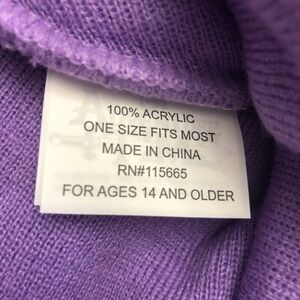 100% ACRYLIC
ONE SIZE FITS MOST
MADE IN CHINA
RN#115665
FOR AGES 14 AND OLDER